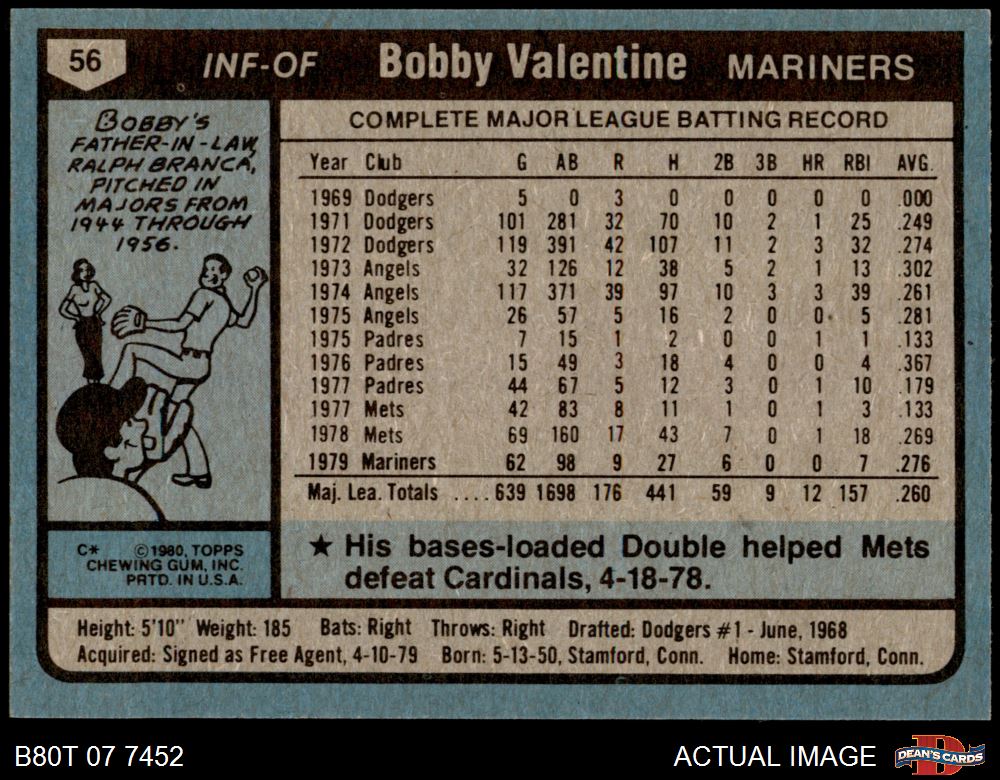 56 INF-OF Bobby Valentine MARINERS
BOBBY'S
FATHER-IN-LAW,
RALPH BRANCA,
PITCHED IN
MAJORS FROM
1944 THROUGH
1956.
COMPLETE MAJOR LEAGUE BATTING RECORD
Year Club G AB R H 2B 3B HR RBI AVG.
1969 Dodgers 5 0 3 0 0 0 0 0 .000
1971 Dodgers 101 281 32 70 10 2 1 25 .249
1972 Dodgers 119 391 42 107 11 2 3 32 .274
1973 Angels 32 126 12 38 5 2 1 13 .302
1974 Angels 117 371 39 97 10 3 3 39 .261
1975 Angels 26 57 5 16 2 0 0 5 .281
1975 Padres 7 15 1 2 0 0 1 1 .133
1976 Padres 15 49 3 18 4 0 0 4 .367
1977 Padres 44 67 5 12 3 0 1 10 .179
1977 Mets 42 83 8 11 1 0 1 3 .133
1978 Mets 69 160 17 43 7 0 1 18 .269
1979 Mariners 62 98 9 27 6 0 0 7 .276
Maj. Lea. Totals .... 639 1698 176 441 59 9 12 157 .260
★ His bases-loaded Double helped Mets
defeat Cardinals, 4-18-78.
C* ©1980, TOPPS
CHEWING GUM, INC.
PRTD. IN U.S.A.
Height: 5'10" Weight: 185 Bats: Right Throws: Right Drafted: Dodgers #1 - June, 1968
Acquired: Signed as Free Agent, 4-10-79 Born: 5-13-50, Stamford, Conn. Home: Stamford, Conn.
B80T 07 7452 ACTUAL IMAGE DEAN'S CARDS